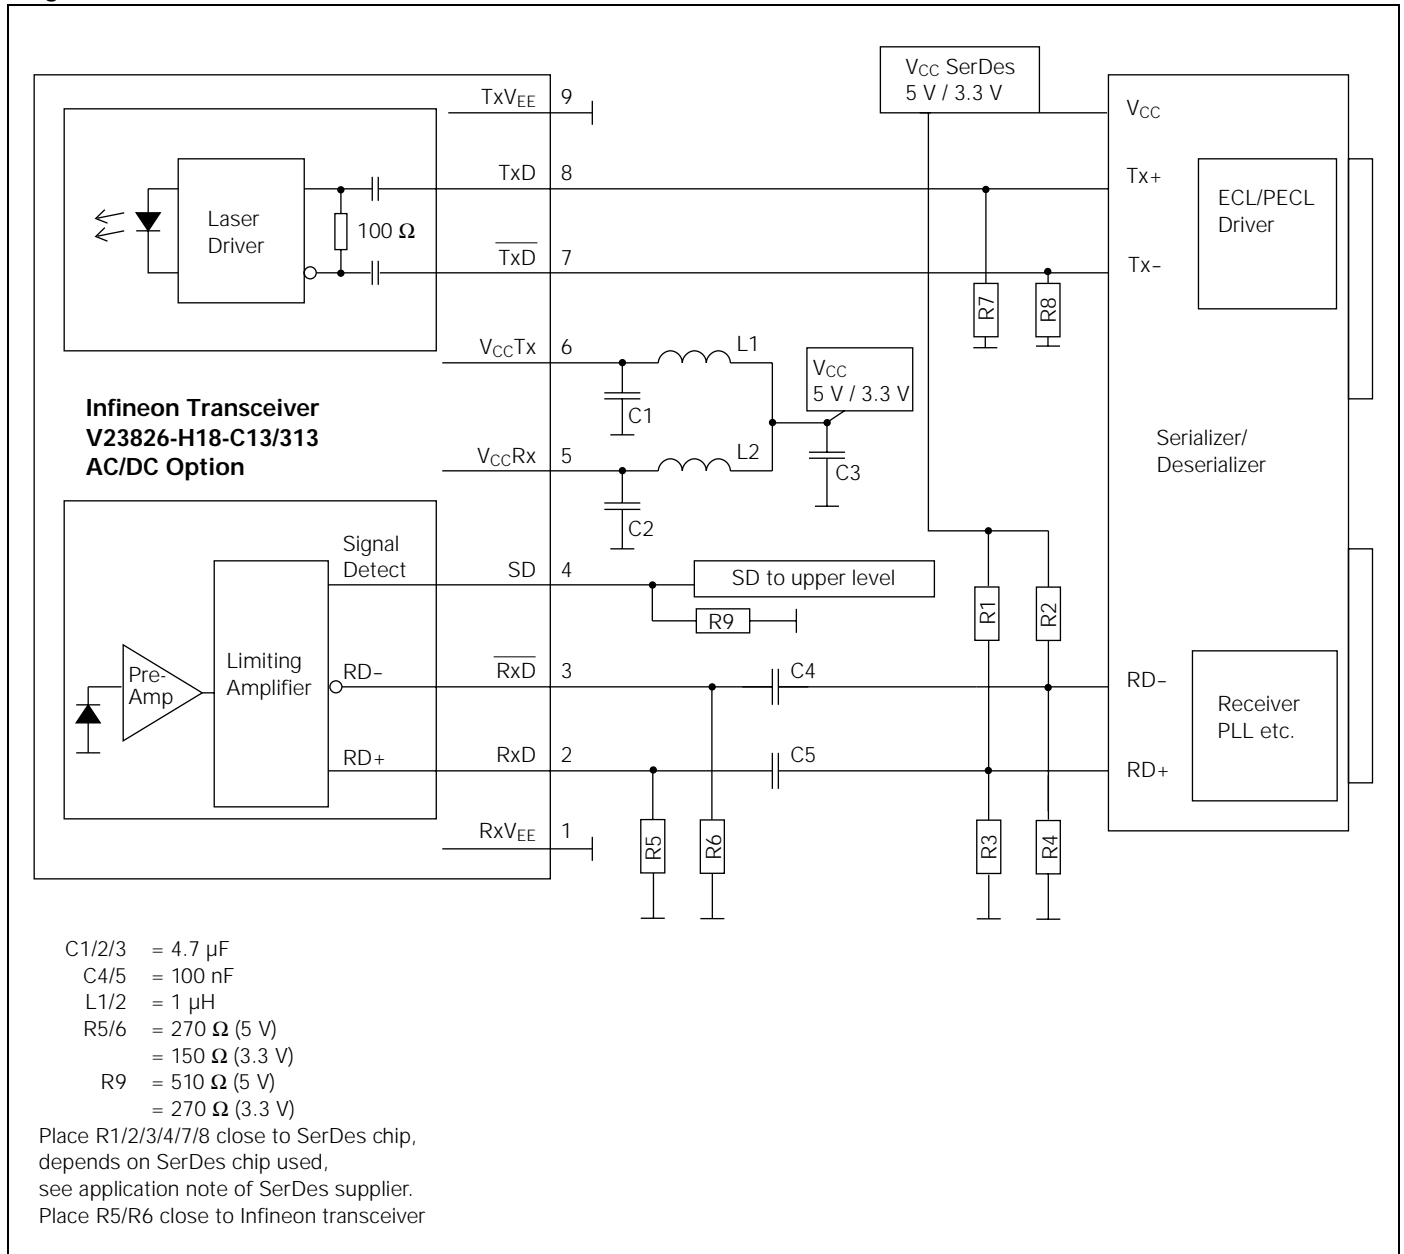 VCC SerDes
5 V / 3.3 V
TxVEE 9
VCC
TxD 8
Tx+
ECL/PECL
Driver
Laser
Driver
100 Ω
TxD 7
Tx–
R7
R8
VCCTx 6
L1
VCC
5 V / 3.3 V
C1
Infineon Transceiver
V23826-H18-C13/313
AC/DC Option
VCCRx 5
L2
C3
C2
Serializer/
Deserializer
Signal
Detect
SD 4
SD to upper level
R9
R1
R2
Pre-
Amp
Limiting
Amplifier
RD–
RxD 3
C4
RD–
Receiver
PLL etc.
RD+
RxD 2
C5
RD+
RxVEE 1
R5
R6
R3
R4
C1/2/3 = 4.7 µF
C4/5 = 100 nF
L1/2 = 1 µH
R5/6 = 270 Ω (5 V)
= 150 Ω (3.3 V)
R9 = 510 Ω (5 V)
= 270 Ω (3.3 V)
Place R1/2/3/4/7/8 close to SerDes chip,
depends on SerDes chip used,
see application note of SerDes supplier.
Place R5/R6 close to Infineon transceiver